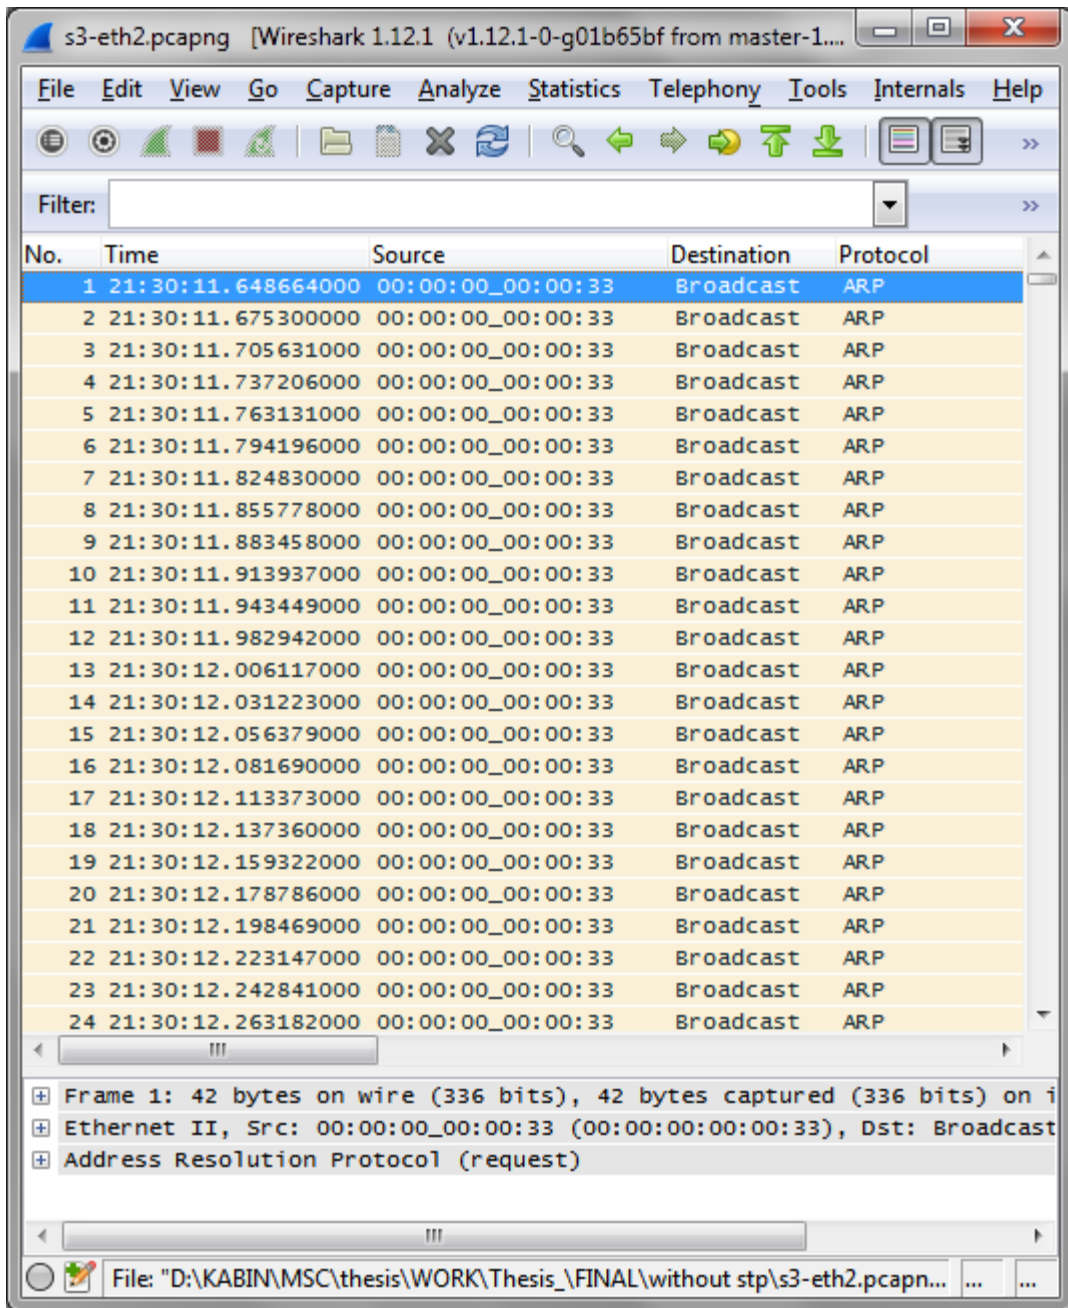 s3-eth2.pcapng [Wireshark 1.12.1 (v1.12.1-0-g01b65bf from master-1....
File Edit View Go Capture Analyze Statistics Telephony Tools Internals Help
Filter:
No. Time Source Destination Protocol
1 21:30:11.648664000 00:00:00_00:00:33 Broadcast ARP
2 21:30:11.675300000 00:00:00_00:00:33 Broadcast ARP
3 21:30:11.705631000 00:00:00_00:00:33 Broadcast ARP
4 21:30:11.737206000 00:00:00_00:00:33 Broadcast ARP
5 21:30:11.763131000 00:00:00_00:00:33 Broadcast ARP
6 21:30:11.794196000 00:00:00_00:00:33 Broadcast ARP
7 21:30:11.824830000 00:00:00_00:00:33 Broadcast ARP
8 21:30:11.855778000 00:00:00_00:00:33 Broadcast ARP
9 21:30:11.883458000 00:00:00_00:00:33 Broadcast ARP
10 21:30:11.913937000 00:00:00_00:00:33 Broadcast ARP
11 21:30:11.943449000 00:00:00_00:00:33 Broadcast ARP
12 21:30:11.982942000 00:00:00_00:00:33 Broadcast ARP
13 21:30:12.006117000 00:00:00_00:00:33 Broadcast ARP
14 21:30:12.031223000 00:00:00_00:00:33 Broadcast ARP
15 21:30:12.056379000 00:00:00_00:00:33 Broadcast ARP
16 21:30:12.081690000 00:00:00_00:00:33 Broadcast ARP
17 21:30:12.113373000 00:00:00_00:00:33 Broadcast ARP
18 21:30:12.137360000 00:00:00_00:00:33 Broadcast ARP
19 21:30:12.159322000 00:00:00_00:00:33 Broadcast ARP
20 21:30:12.178786000 00:00:00_00:00:33 Broadcast ARP
21 21:30:12.198469000 00:00:00_00:00:33 Broadcast ARP
22 21:30:12.223147000 00:00:00_00:00:33 Broadcast ARP
23 21:30:12.242841000 00:00:00_00:00:33 Broadcast ARP
24 21:30:12.263182000 00:00:00_00:00:33 Broadcast ARP
Frame 1: 42 bytes on wire (336 bits), 42 bytes captured (336 bits) on i
Ethernet II, Src: 00:00:00_00:00:33 (00:00:00:00:00:33), Dst: Broadcast
Address Resolution Protocol (request)
File: "D:\KABIN\MSC\thesis\WORK\Thesis_\FINAL\without stp\s3-eth2.pcapn... ... ...